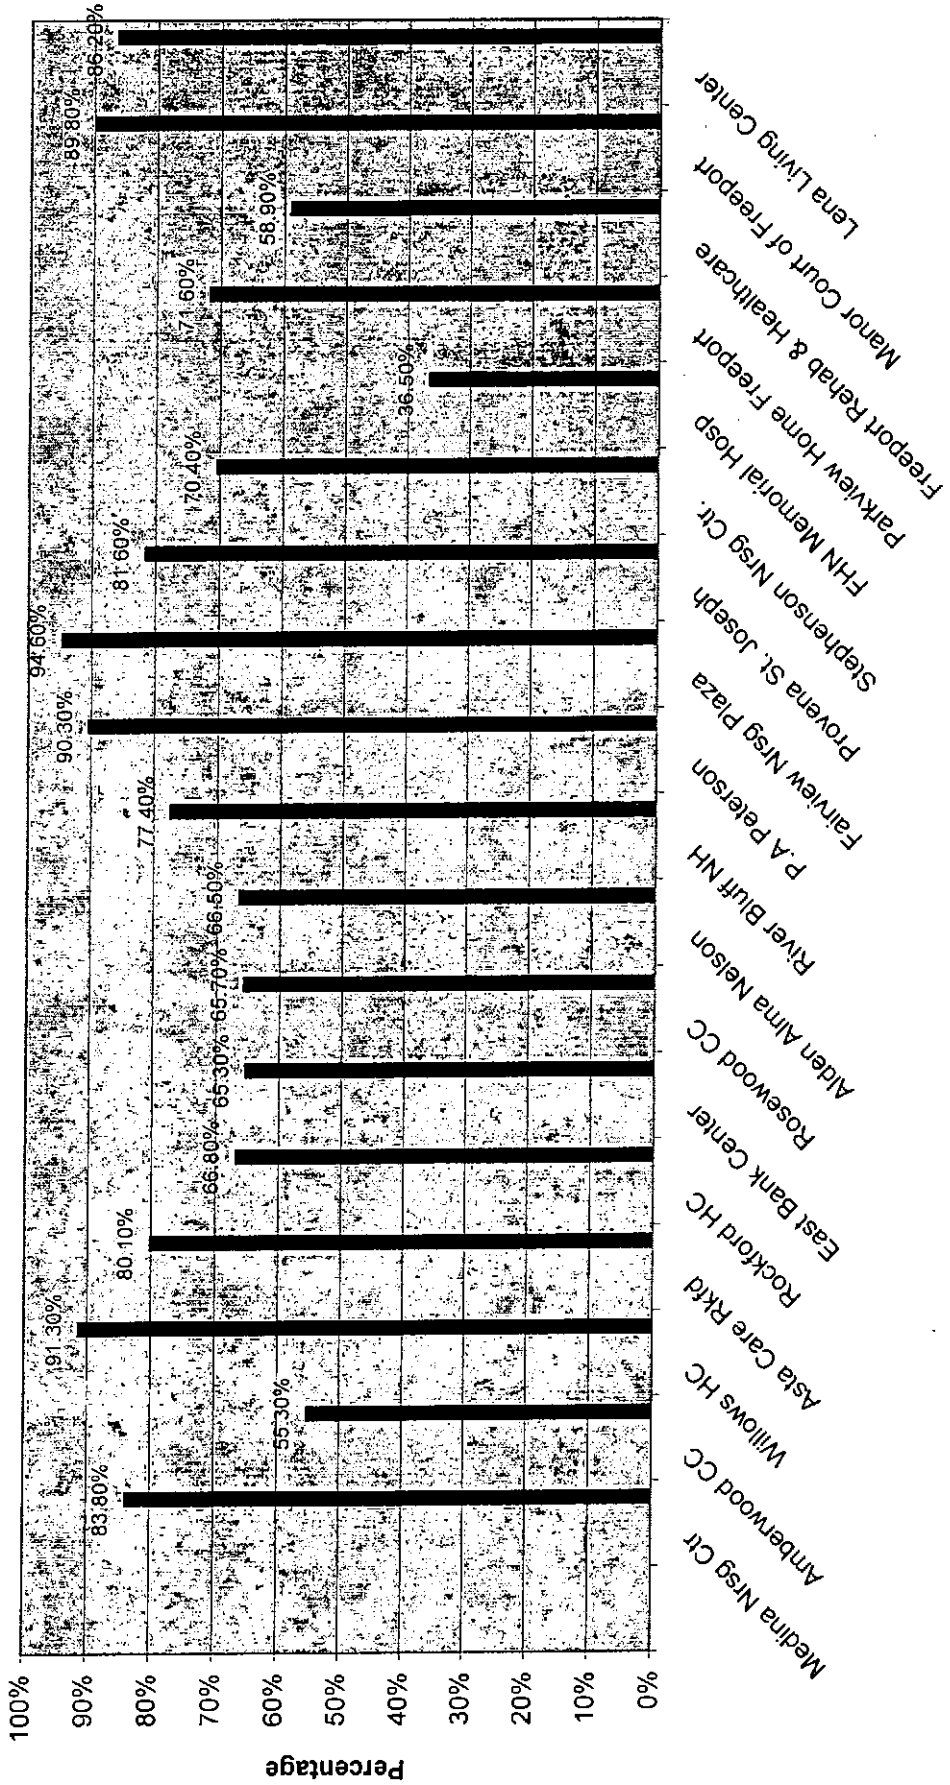 Percentage
100%
90%
80%
70%
60%
50%
40%
30%
20%
10%
0%
83.80%
55.30%
91.30%
80.10%
66.80%
65.30%
65.70%
66.50%
77.40%
90.30%
94.60%
81.60%
70.40%
36.50%
71.60%
58.90%
89.80%
86.20%
Medina Nrsg Ctr
Amberwood CC
Willows HC
Asta Care Rkfd
Rockford HC
East Bank Center
Rosewood CC
Alden Alma Nelson
River Bluff NH
P.A Peterson
Fairview Nrsg Plaza
Provena St. Joseph
Stephenson Nrsg Ctr.
FHN Memorial Hosp
Parkview Home Freeport
Freeport Rehab & Healthcare
Manor Court of Freeport
Lena Living Center